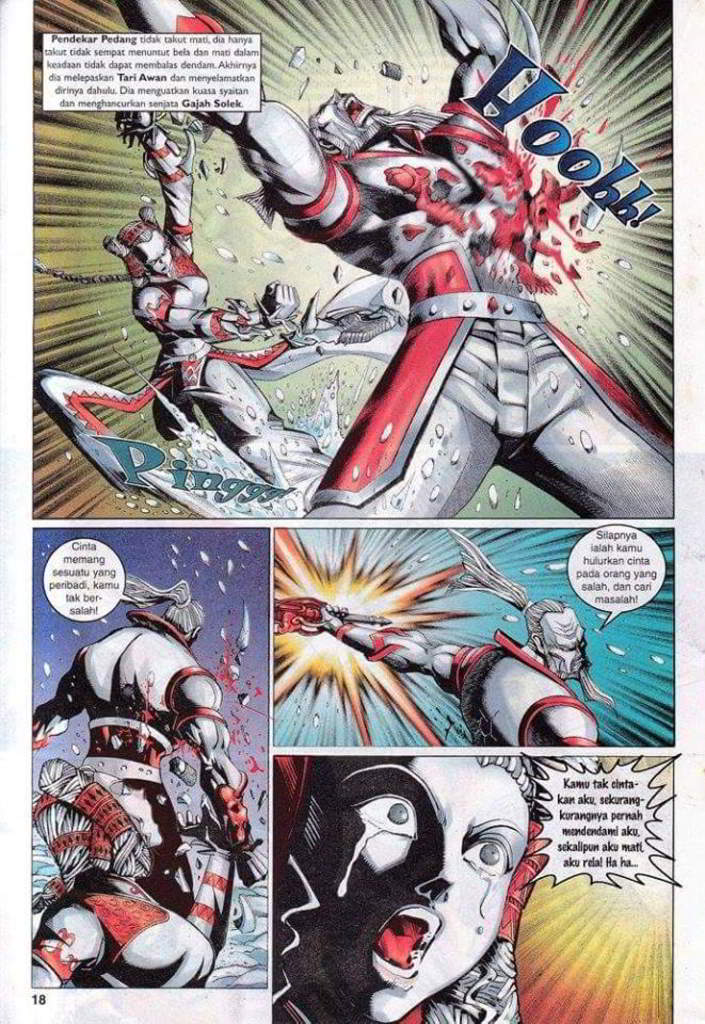 Pendekar Pedang tidak takut mati, dia hanya
takut tidak sempat menuntut bela dan mati dalam
keadaan tidak dapat membalas dendam. Akhirnya
dia melepaskan Tari Awan dan menyelamatkan
dirinya dahulu. Dia menguatkan kuasa syaitan
dan menghancurkan senjata Gajah Solek.
Hoohh!
Pinggg
Cinta
memang
sesuatu yang
peribadi, kamu
tak ber-
salah!
Silapnya
ialah kamu
hulurkan cinta
pada orang yang
salah, dan cari
masalah!
Kamu tak cinta-
kan aku, sekurang-
kurangnya pernah
mendendami aku,
sekalipun aku mati,
aku rela! Ha ha...
18